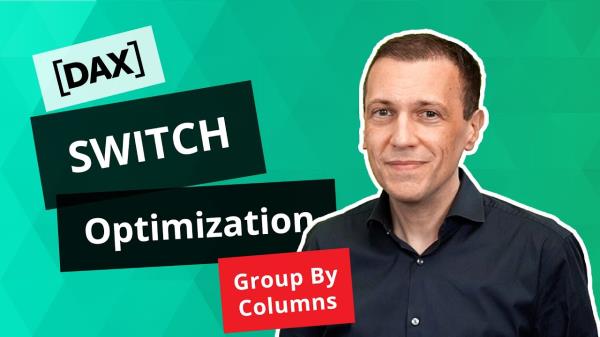 [DAX]
SWITCH
Optimization
Group By
Columns